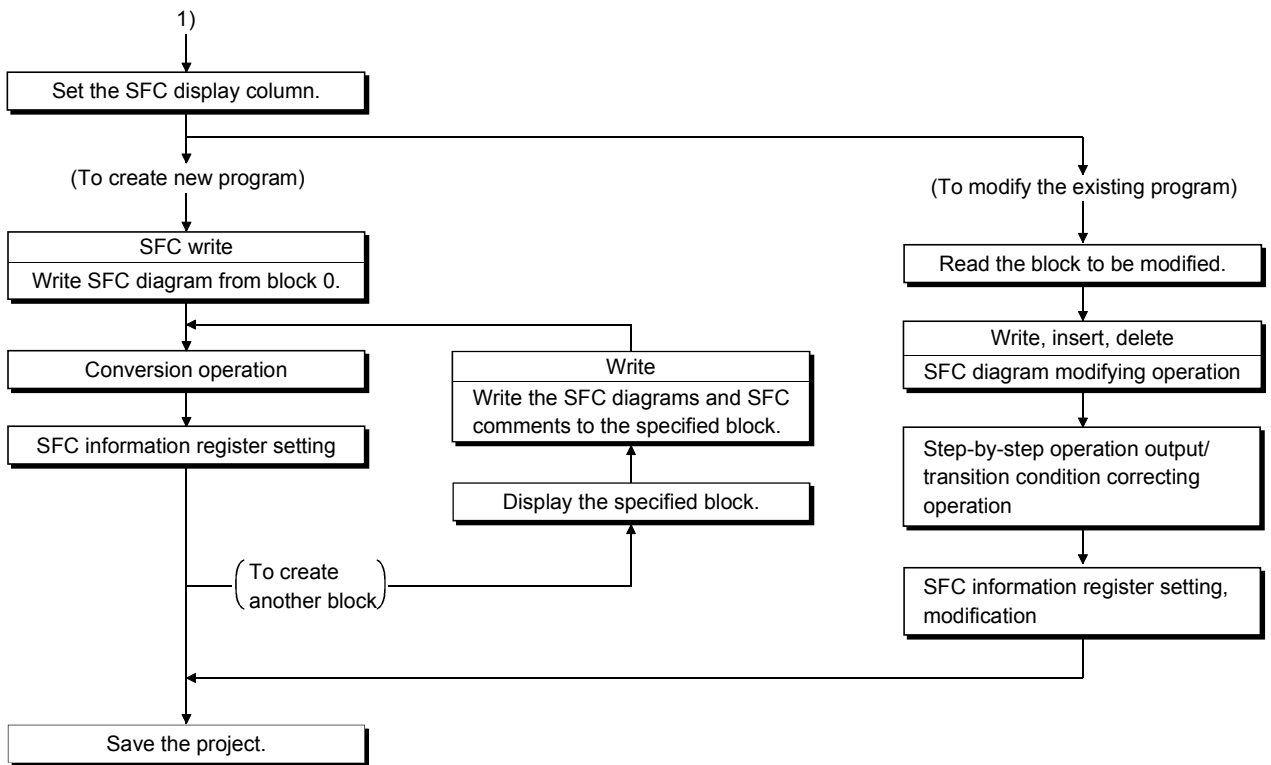 1)
Set the SFC display column.
(To create new program)
(To modify the existing program)
SFC write
Write SFC diagram from block 0.
Read the block to be modified.
Conversion operation
Write
Write the SFC diagrams and SFC
comments to the specified block.
Write, insert, delete
SFC diagram modifying operation
SFC information register setting
Display the specified block.
Step-by-step operation output/
transition condition correcting
operation
(To create
another block)
SFC information register setting,
modification
Save the project.